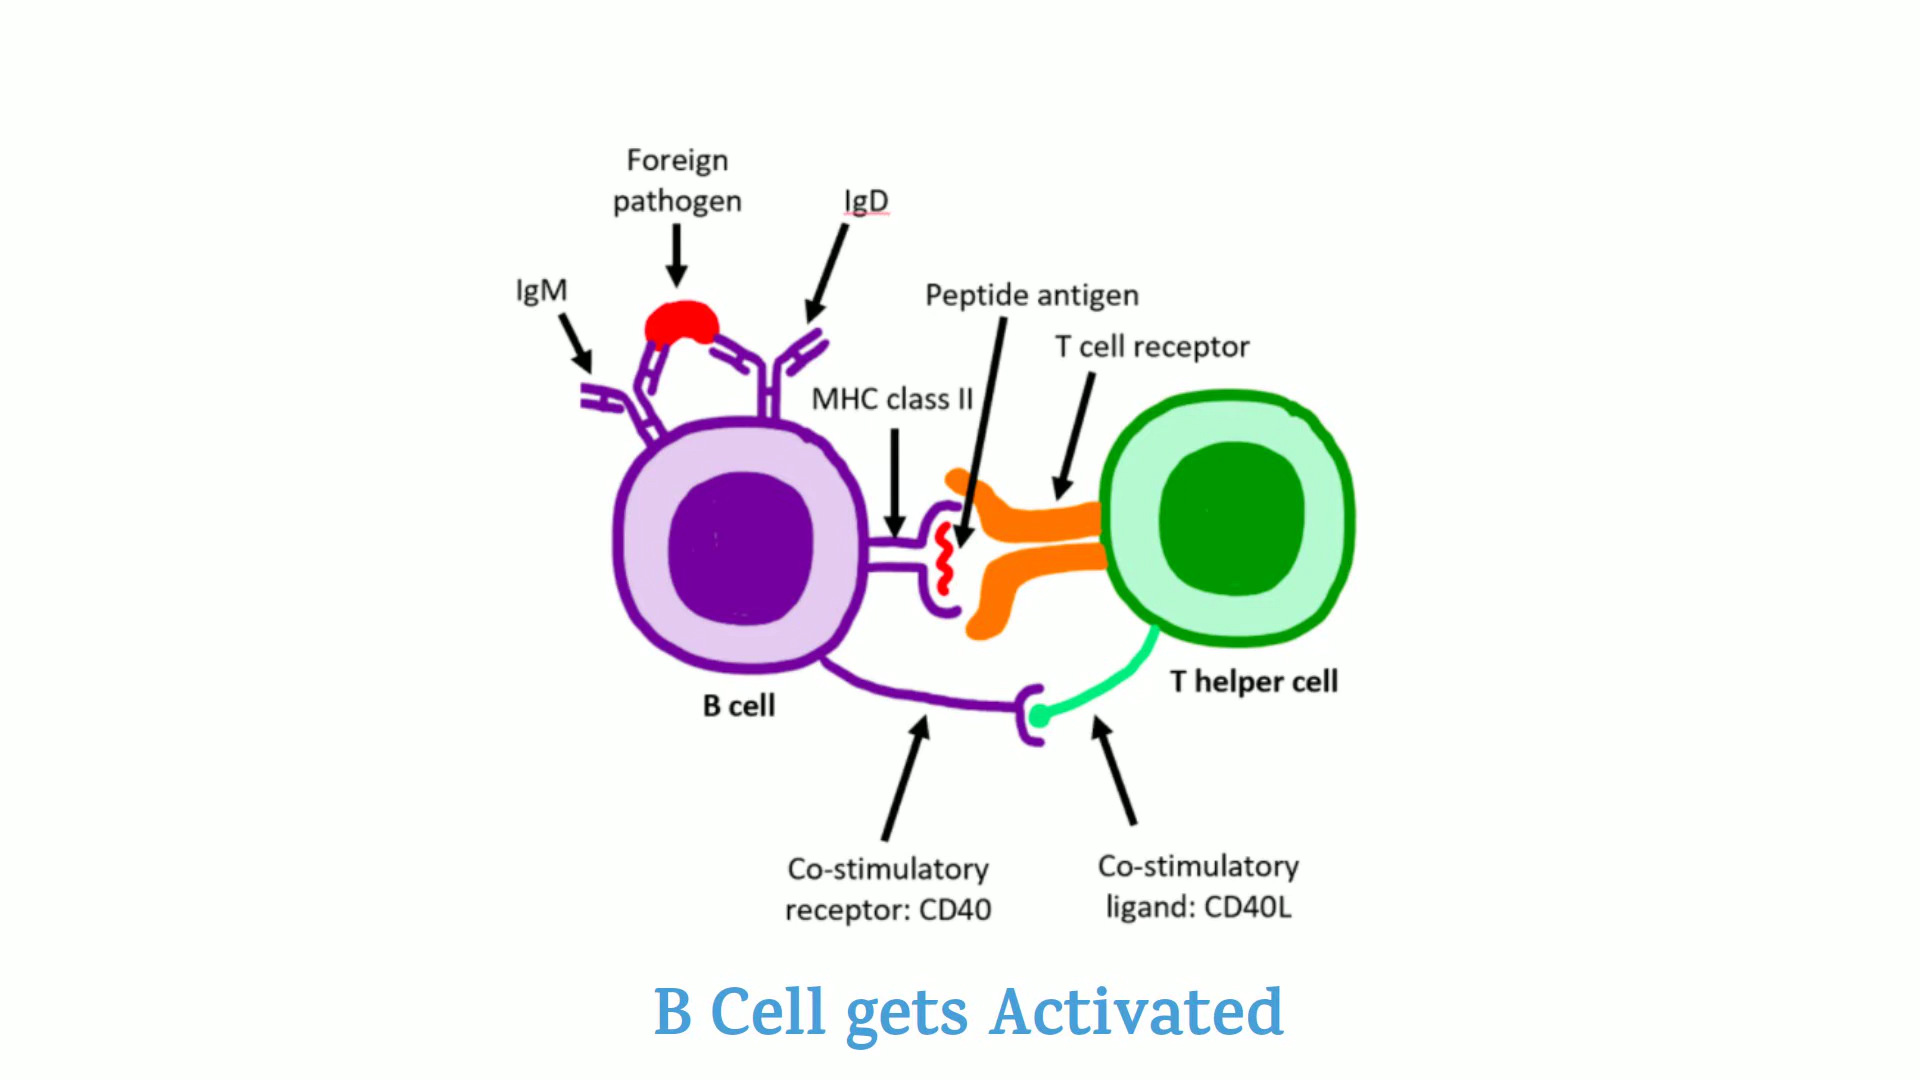 Foreign
pathogen
IgD
IgM
Peptide antigen
T cell receptor
MHC class II
B cell
T helper cell
Co-stimulatory
receptor: CD40
Co-stimulatory
ligand: CD40L
B Cell gets Activated